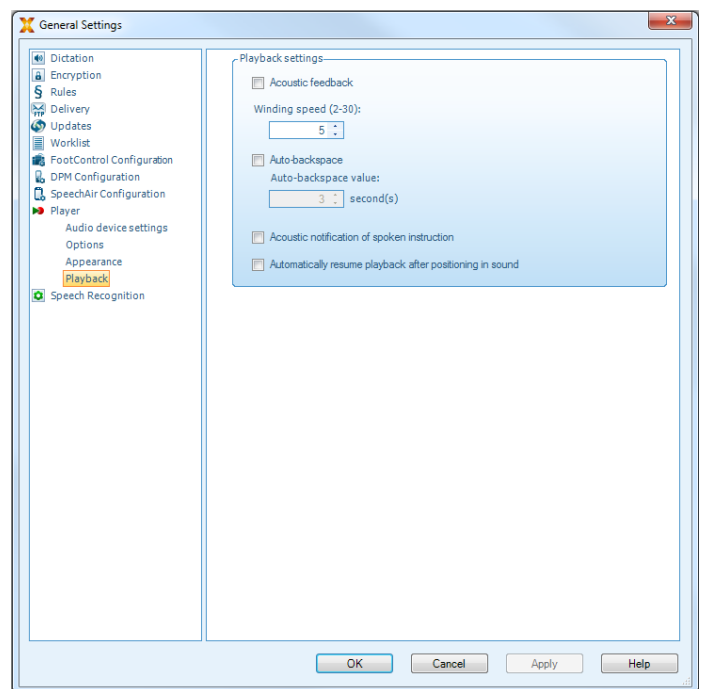 General Settings
Dictation
Encryption
Rules
Delivery
Updates
Worklist
FootControl Configuration
DPM Configuration
SpeechAir Configuration
Player
Audio device settings
Options
Appearance
Playback
Speech Recognition
Playback settings
Acoustic feedback
Winding speed (2-30):
5
Auto-backspace
Auto-backspace value:
3 second(s)
Acoustic notification of spoken instruction
Automatically resume playback after positioning in sound
OK Cancel Apply Help